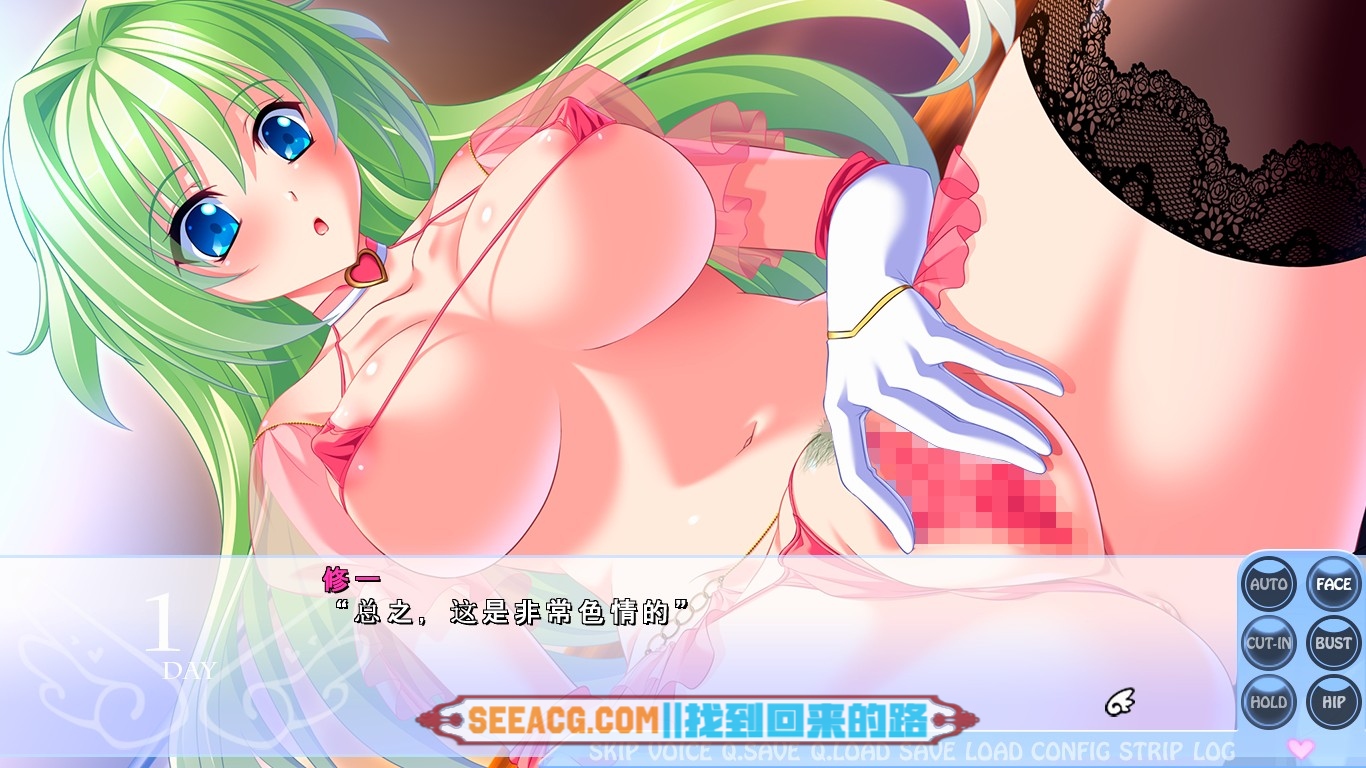 修一
“总之，这是非常色情的”
1
DAY
AUTO
FACE
CUT-IN
BUST
HOLD
HIP
SEEACG.COM||找到回来的路
SKIP VOICE Q.SAVE Q.LOAD SAVE LOAD CONFIG STRIP LOG